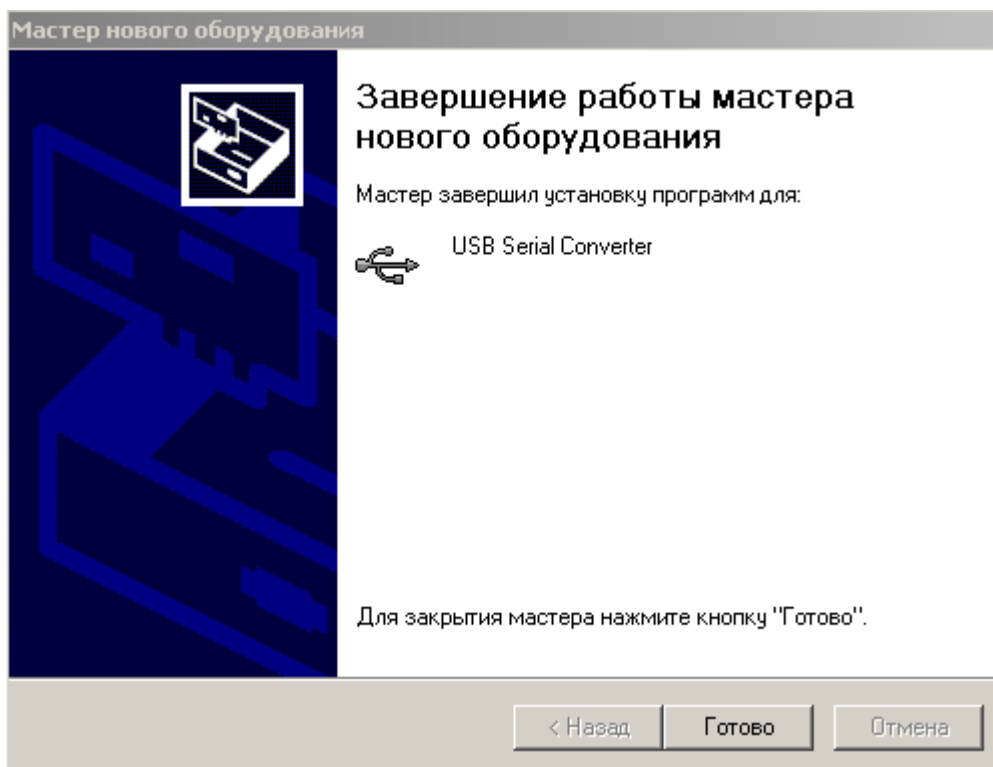 Мастер нового оборудования
Завершение работы мастера
нового оборудования
Мастер завершил установку программ для:
USB Serial Converter
Для закрытия мастера нажмите кнопку "Готово".
< Назад
Готово
Отмена